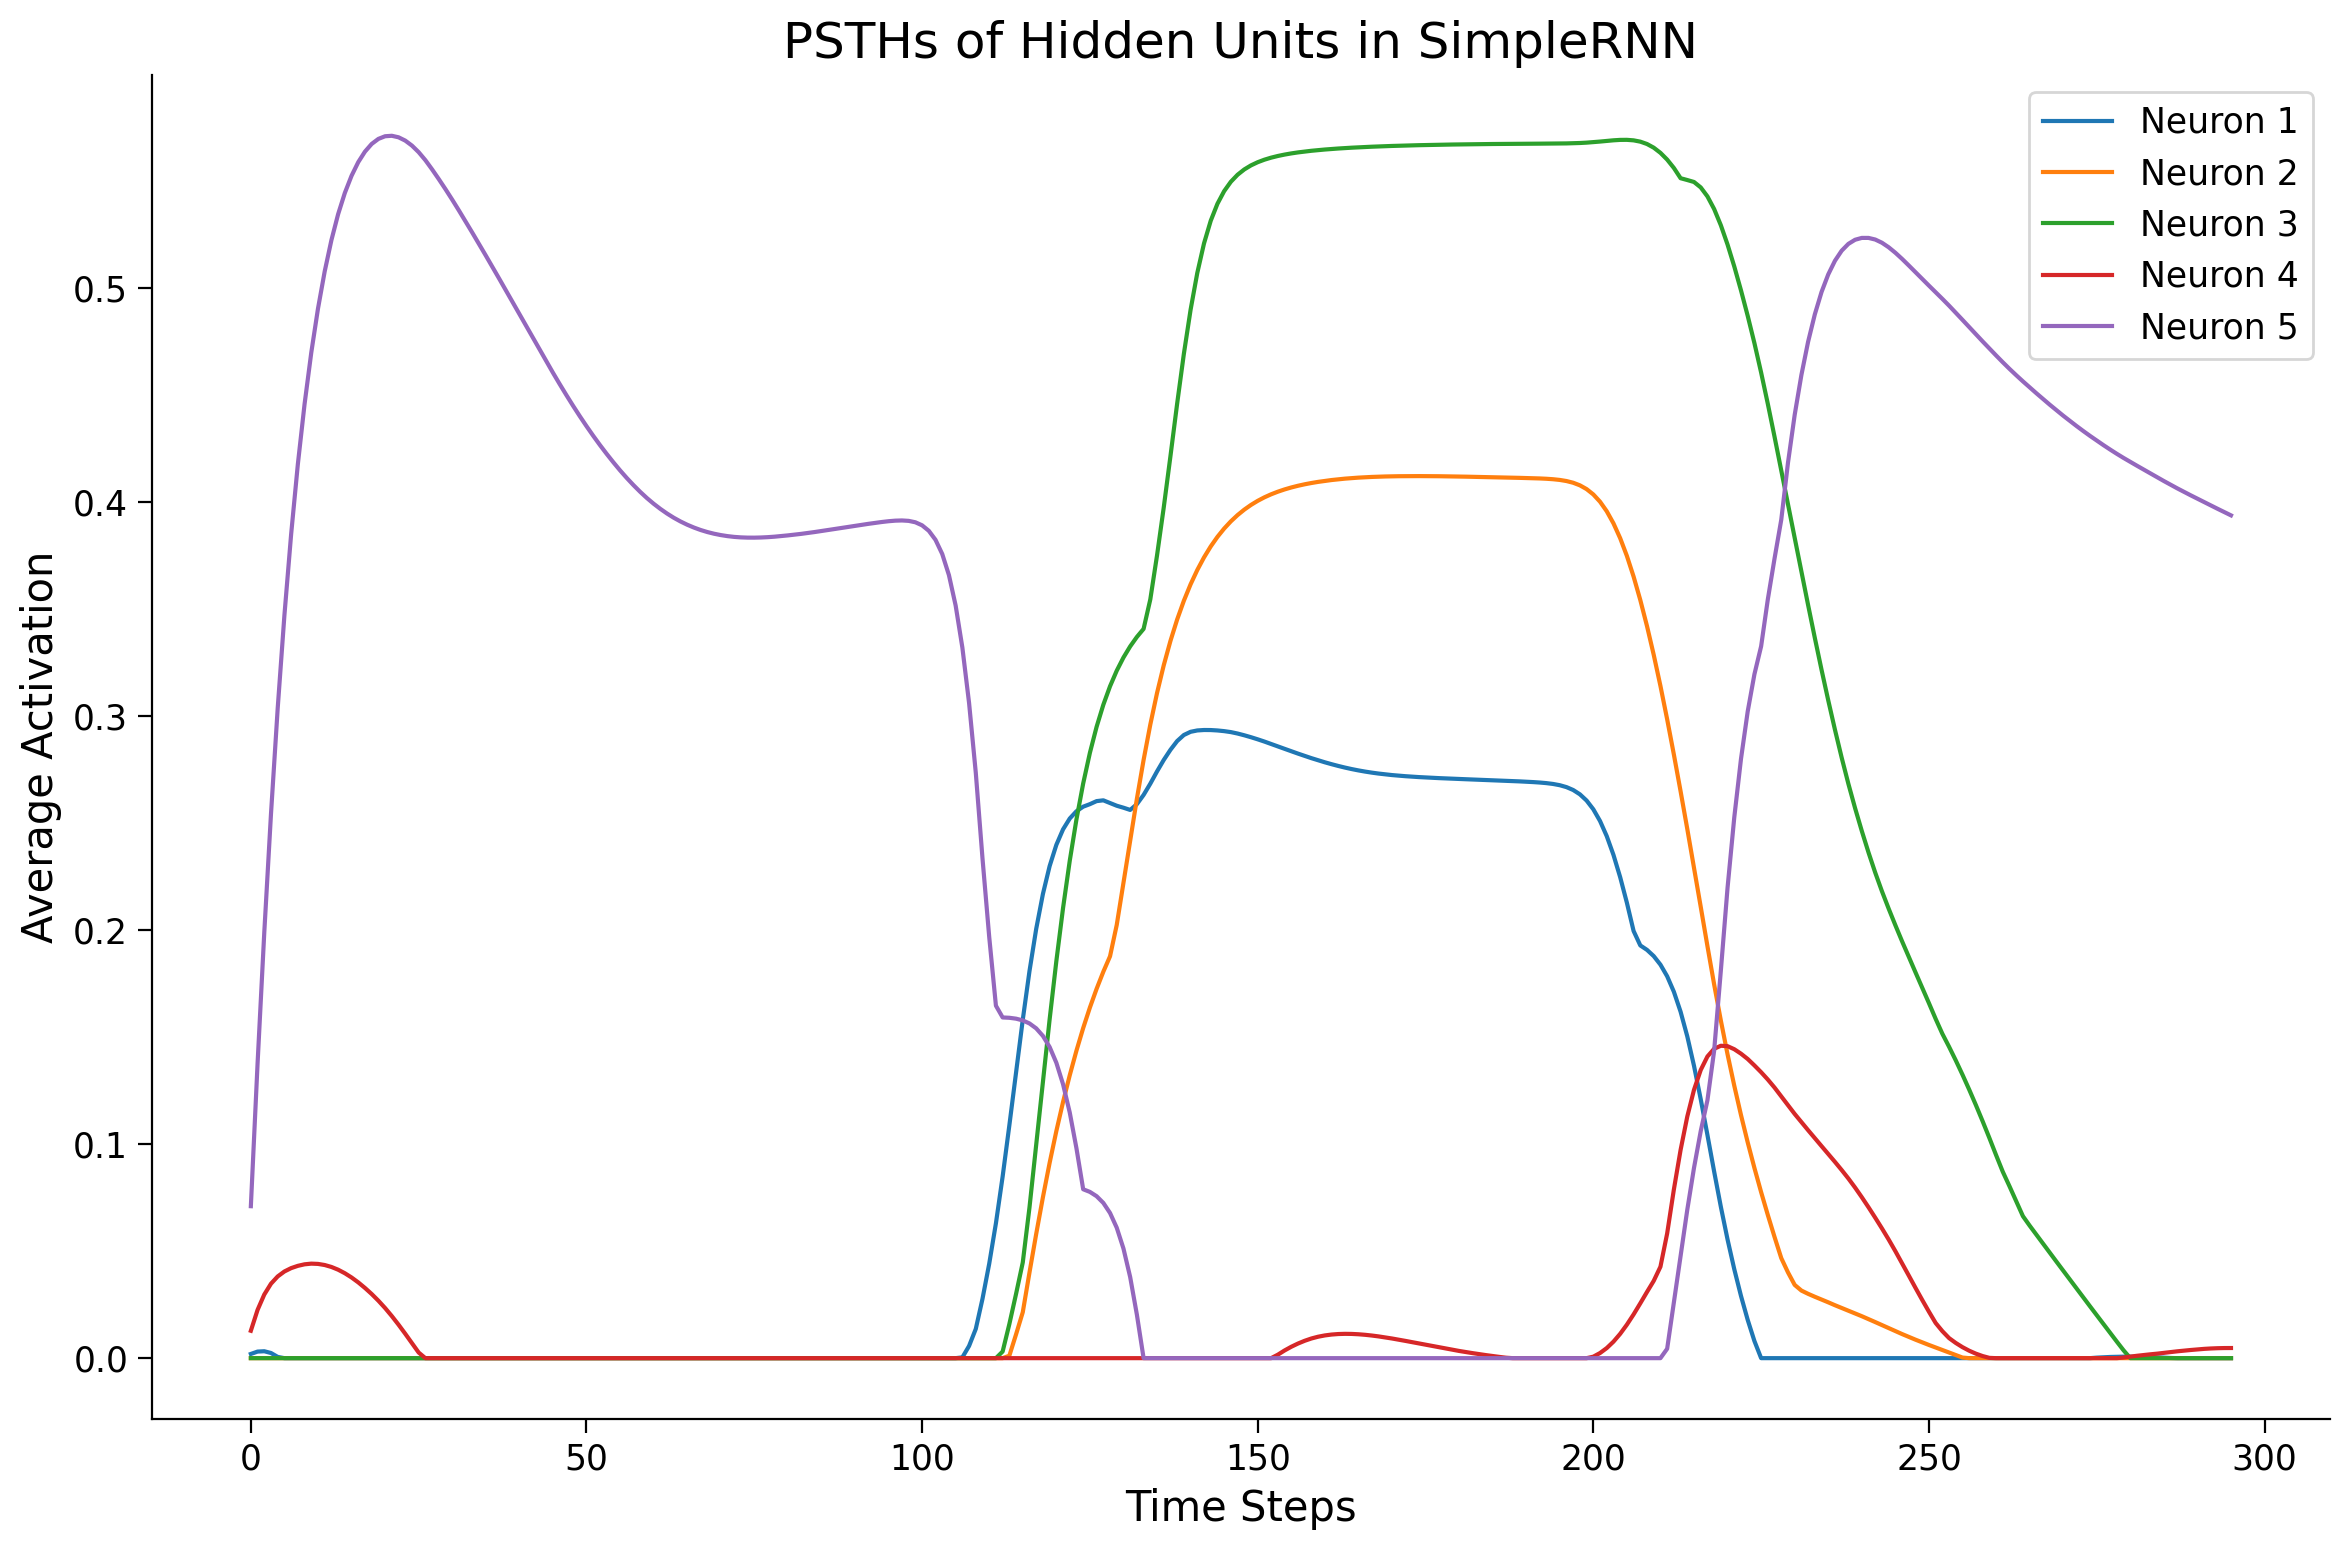 PSTHs of Hidden Units in SimpleRNN
Neuron 1
Neuron 2
Neuron 3
Neuron 4
Neuron 5
Average Activation
0.5
0.4
0.3
0.2
0.1
0.0
0 50 100 150 200 250 300
Time Steps